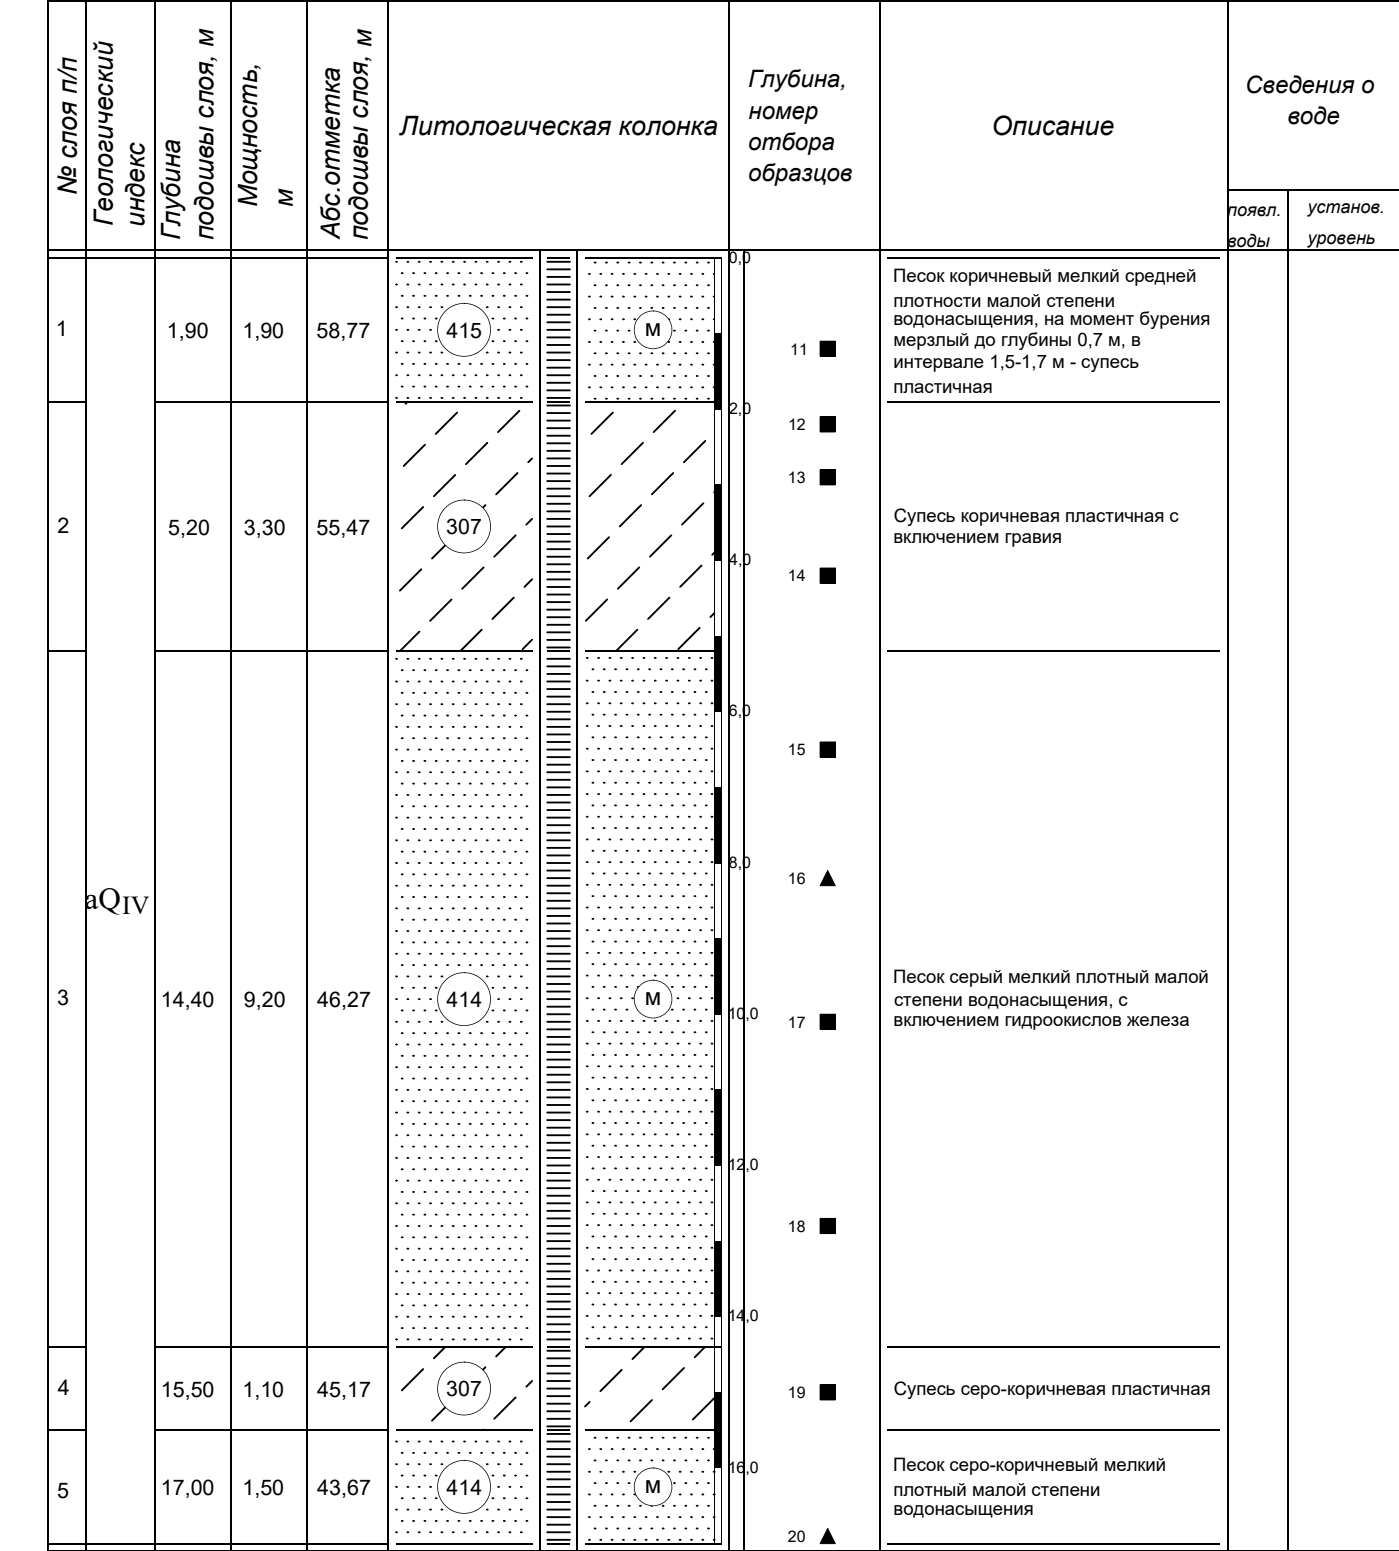 № слоя п/п
Геологический
индекс
Глубина
подошвы слоя, м
Мощность,
м
Абс.отметка
подошвы слоя, м
Литологическая колонка
Глубина,
номер
отбора
образцов
Описание
Сведения о
воде
появл.
воды
установ.
уровень
0,0
1
1,90
1,90
58,77
415
М
11
Песок коричневый мелкий средней
плотности малой степени
водонасыщения, на момент бурения
мерзлый до глубины 0,7 м, в
интервале 1,5-1,7 м - супесь
пластичная
2,0
12
13
2
5,20
3,30
55,47
307
Супесь коричневая пластичная с
включением гравия
4,0
14
6,0
15
8,0
16
aQIV
3
14,40
9,20
46,27
414
М
10,0
17
Песок серый мелкий плотный малой
степени водонасыщения, с
включением гидроокислов железа
12,0
18
14,0
4
15,50
1,10
45,17
307
19
Супесь серо-коричневая пластичная
16,0
5
17,00
1,50
43,67
414
М
Песок серо-коричневый мелкий
плотный малой степени
водонасыщения
20